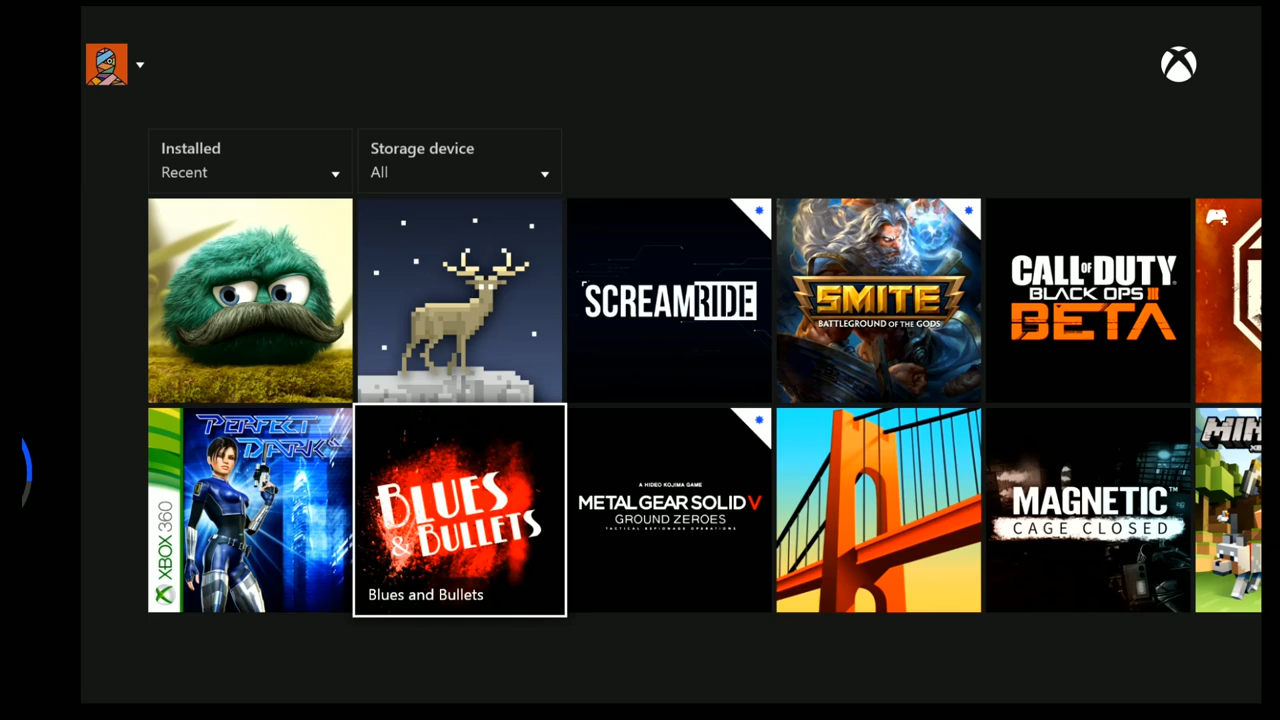 Installed
Recent
Storage device
All
SCREAMRIDE
SMITE
BATTLEGROUND OF THE GODS
CALL OF DUTY
BLACK OPS III
BETA
XBOX 360
PERFECT
DARK
BLUES
& BULLETS
Blues and Bullets
A HIDEO KOJIMA GAME
METAL GEAR SOLID V
GROUND ZEROES
TACTICAL ESPIONAGE OPERATIONS
MAGNETIC™
CAGE CLOSED
MIN